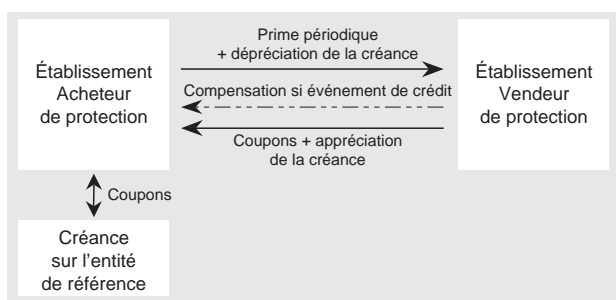 Prime périodique
+ dépréciation de la créance
Établissement
Acheteur
de protection
Compensation si événement de crédit
Établissement
Vendeur
de protection
Coupons + appréciation
de la créance
Coupons
Créance
sur l'entité
de référence